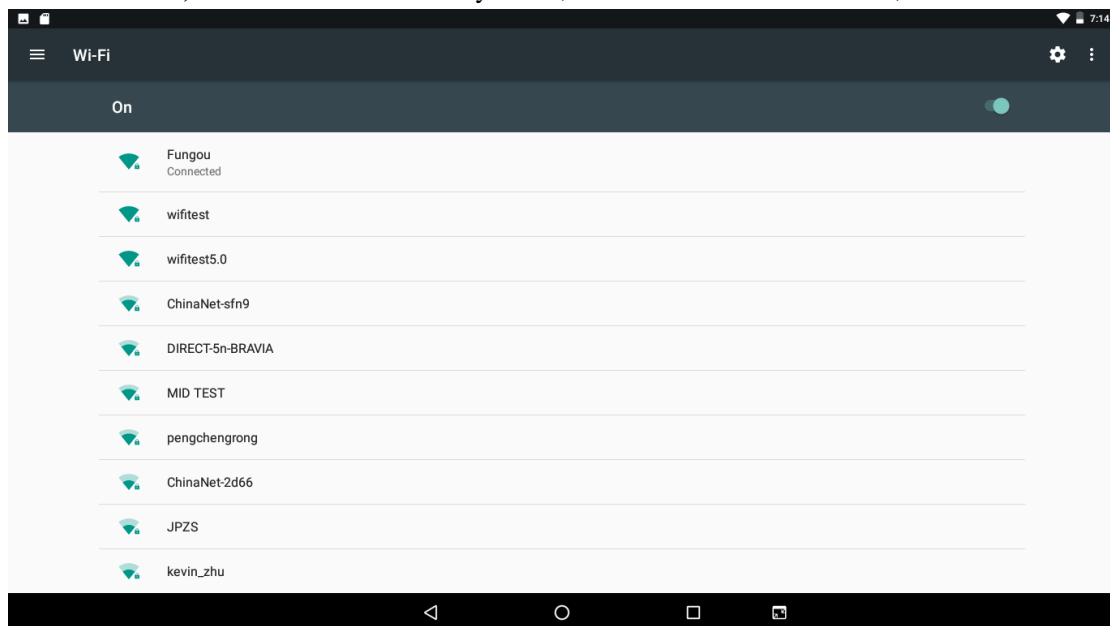 7:14
Wi-Fi
On
Fungou
Connected
wifitest
wifitest5.0
ChinaNet-sfn9
DIRECT-5n-BRAVIA
MID TEST
pengchengrong
ChinaNet-2d66
JPZS
kevin_zhu